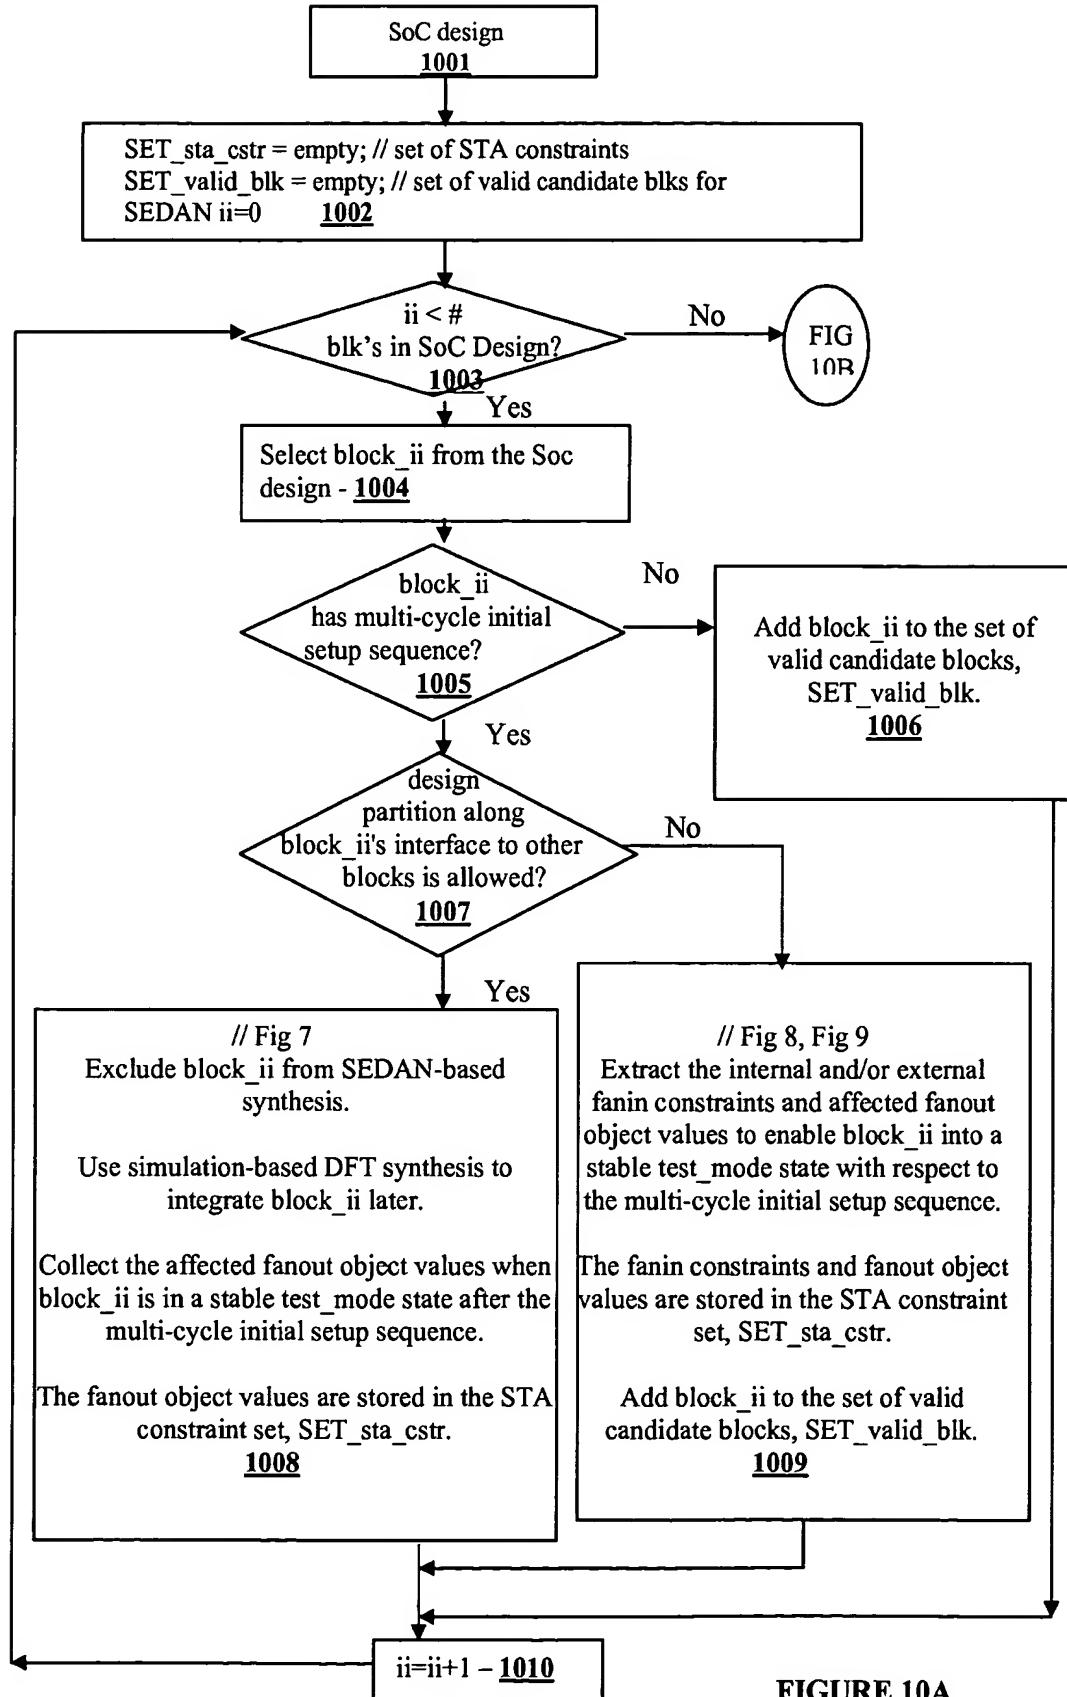 SoC design
1001
SET_sta_cstr = empty; // set of STA constraints
SET_valid_blk = empty; // set of valid candidate blks for
SEDAN ii=0 1002
ii < #
blk's in SoC Design?
1003
No
FIG
10B
Yes
Select block_ii from the Soc
design - 1004
block_ii
has multi-cycle initial
setup sequence?
1005
No
Add block_ii to the set of
valid candidate blocks,
SET_valid_blk.
1006
Yes
design
partition along
block_ii's interface to other
blocks is allowed?
1007
No
Yes
// Fig 7
Exclude block_ii from SEDAN-based
synthesis.
Use simulation-based DFT synthesis to
integrate block_ii later.
Collect the affected fanout object values when
block_ii is in a stable test_mode state after the
multi-cycle initial setup sequence.
The fanout object values are stored in the STA
constraint set, SET_sta_cstr.
1008
// Fig 8, Fig 9
Extract the internal and/or external
fanin constraints and affected fanout
object values to enable block_ii into a
stable test_mode state with respect to
the multi-cycle initial setup sequence.
The fanin constraints and fanout object
values are stored in the STA constraint
set, SET_sta_cstr.
Add block_ii to the set of valid
candidate blocks, SET_valid_blk.
1009
ii=ii+1 – 1010
FIGURE 10A